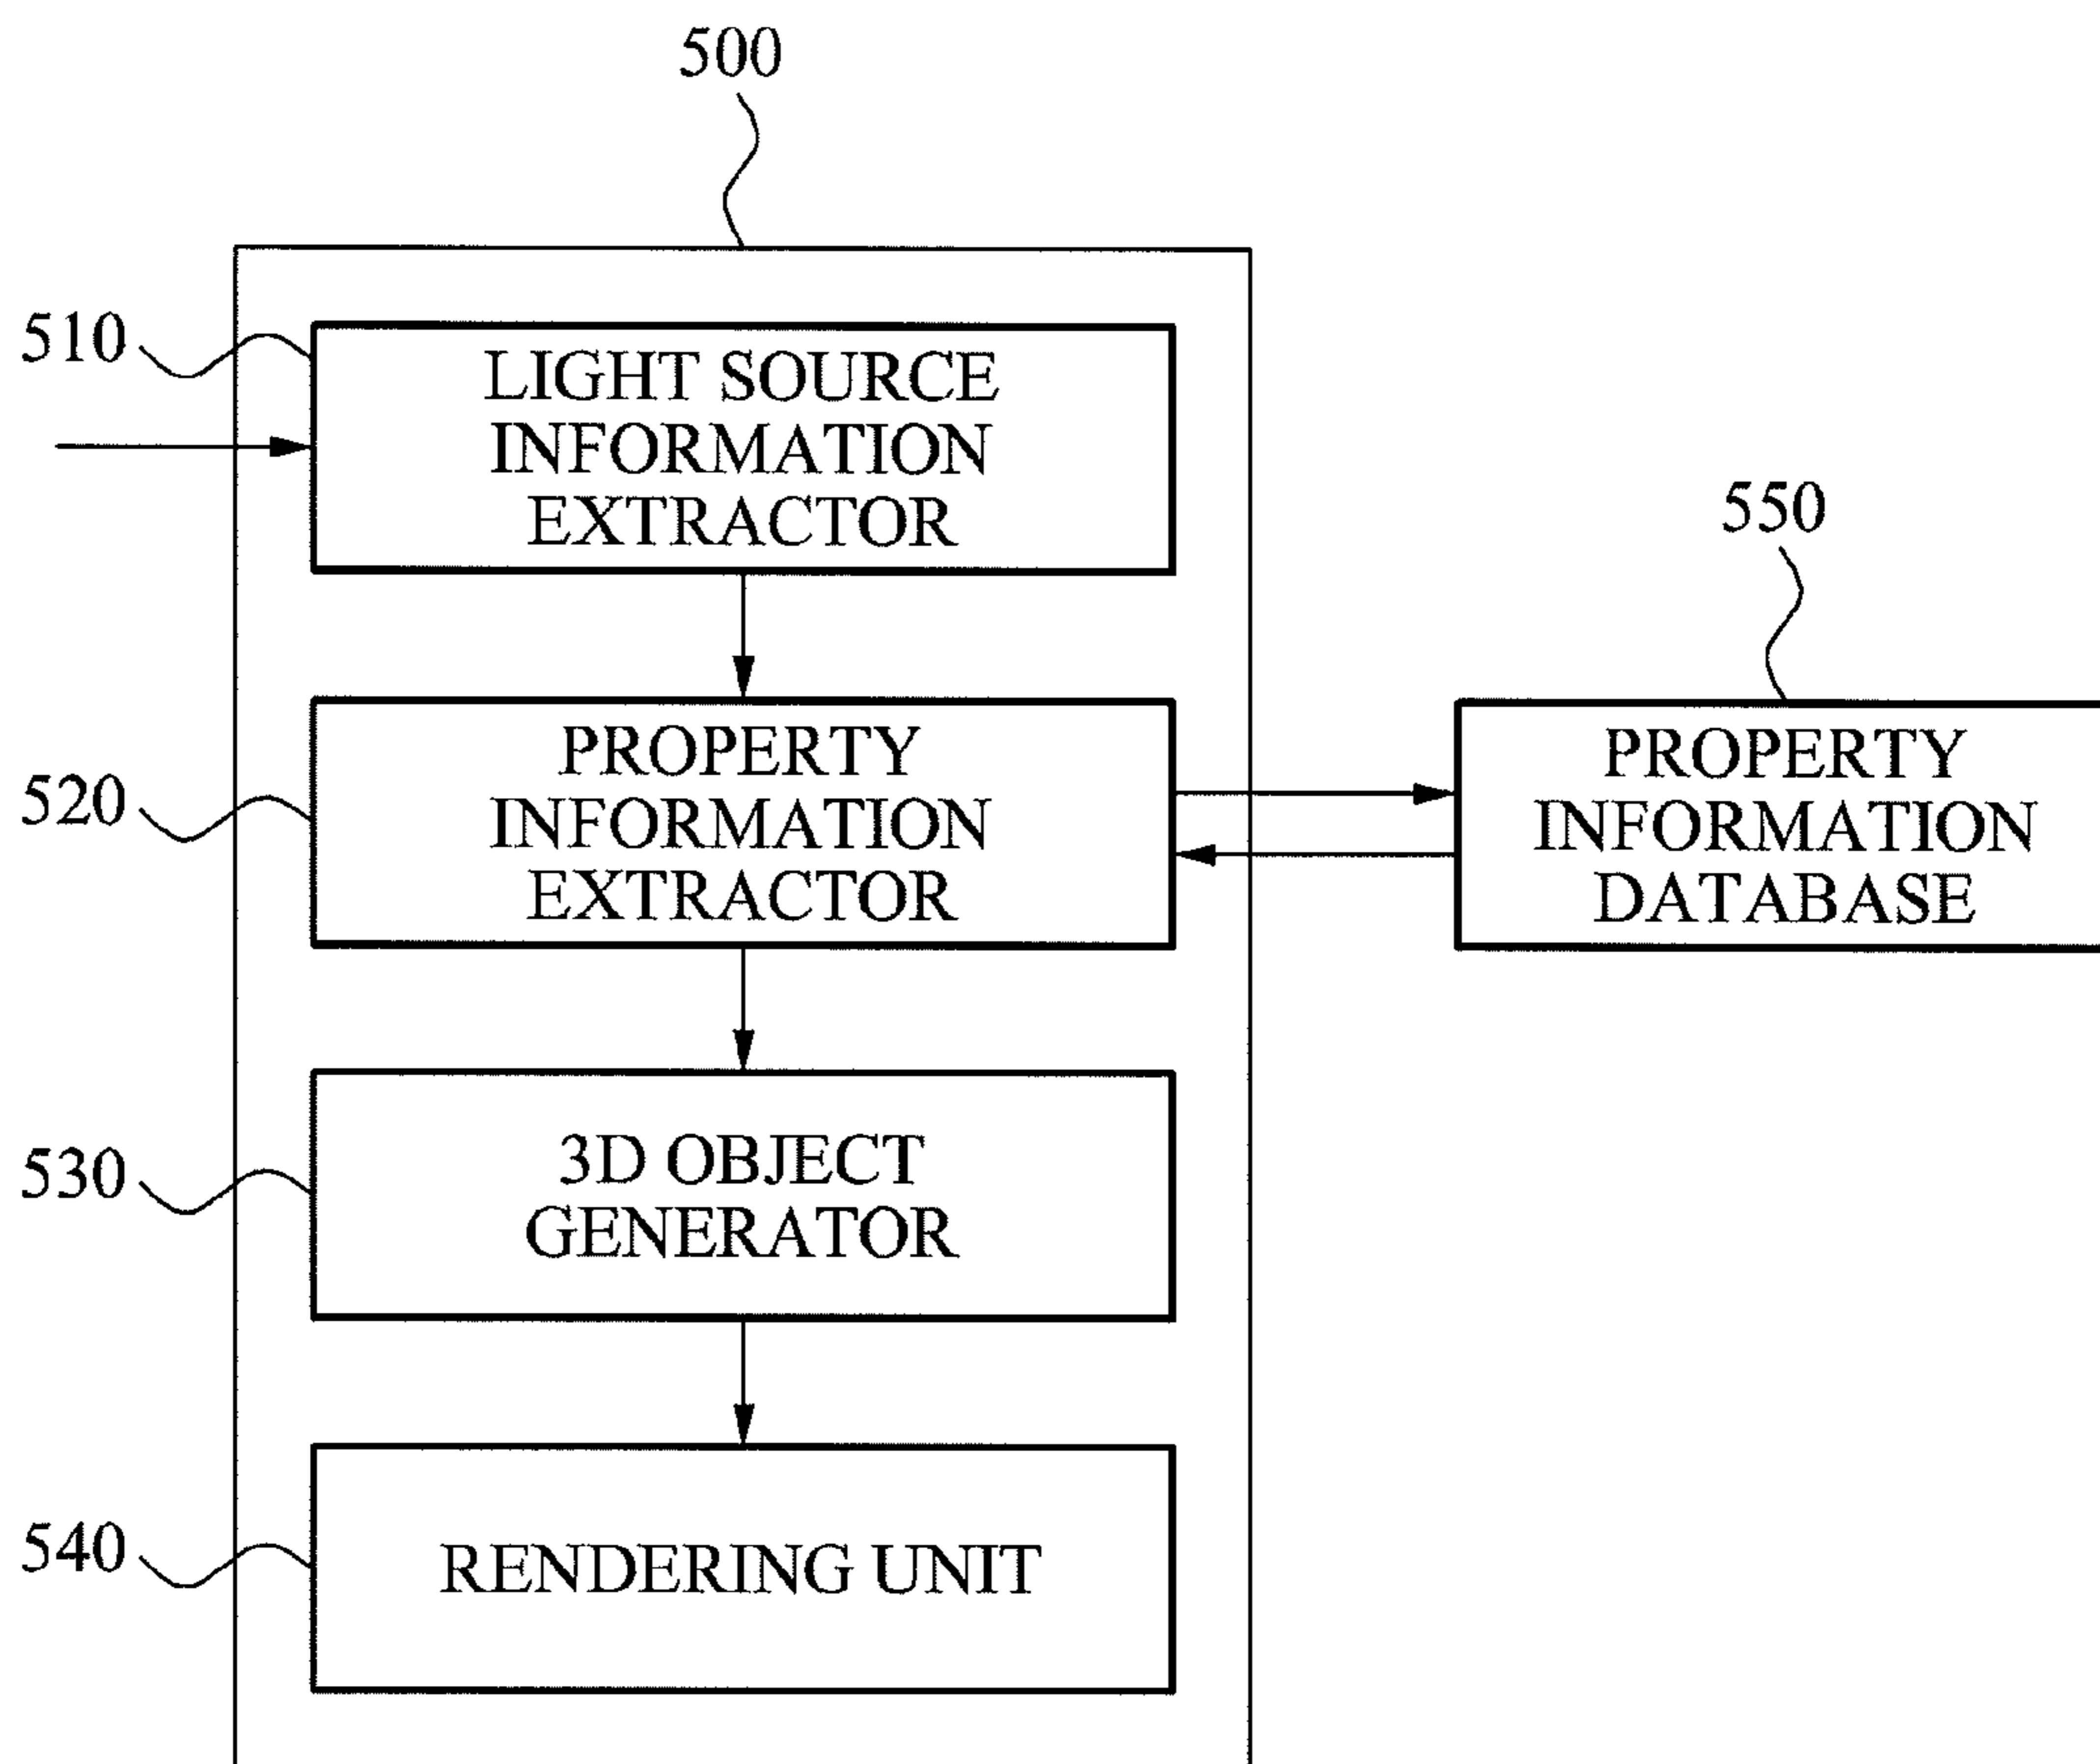 500
510
LIGHT SOURCE
INFORMATION
EXTRACTOR
520
PROPERTY
INFORMATION
EXTRACTOR
550
PROPERTY
INFORMATION
DATABASE
530
3D OBJECT
GENERATOR
540
RENDERING UNIT